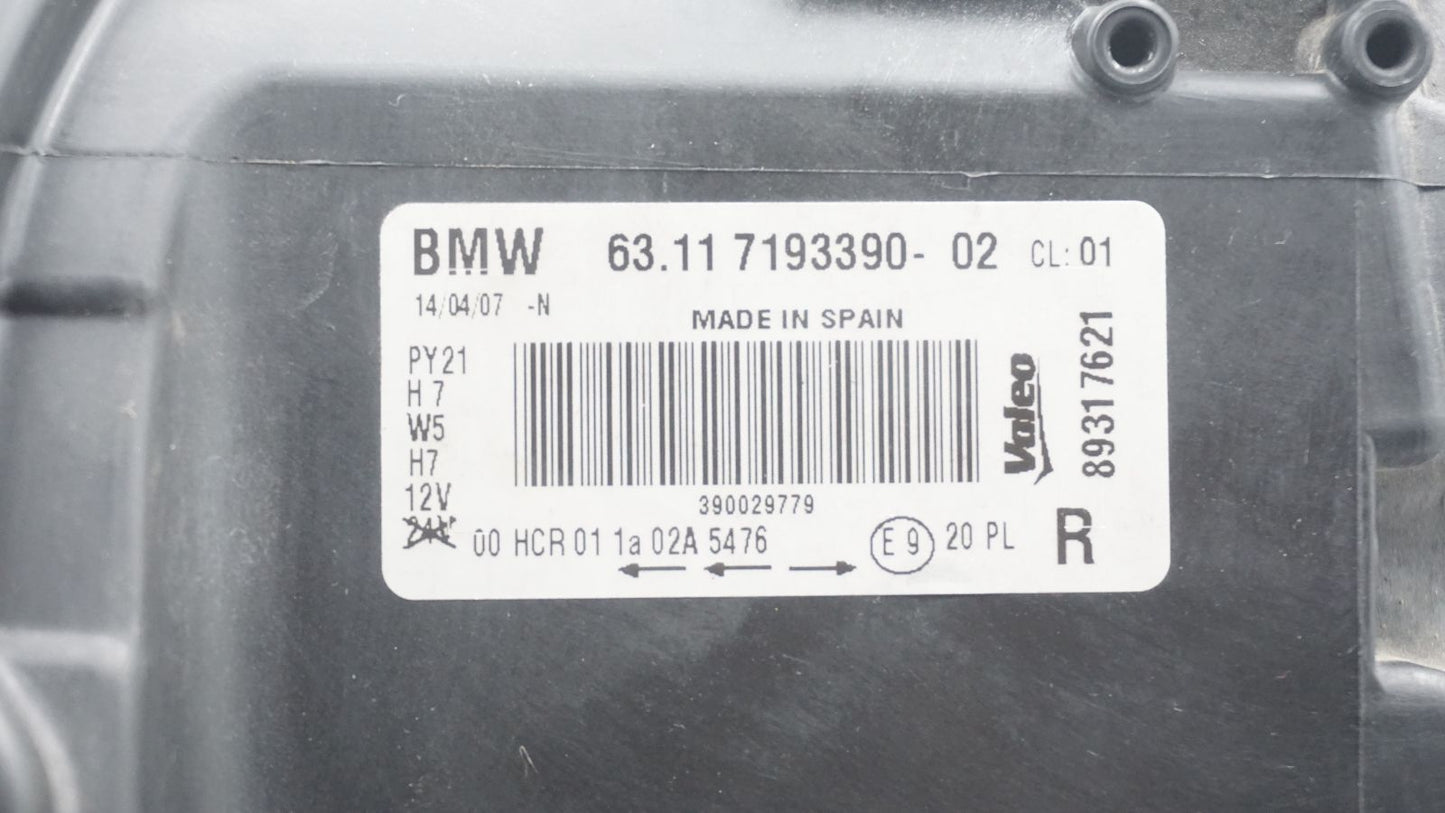 BMW 63.11 7193390- 02 CL: 01
14/04/07 -N
MADE IN SPAIN
PY21
H 7
W5
H7
12V
24V
390029779
Valeo
89317621
00 HCR 01 1a 02A 5476
E 9
20 PL
R